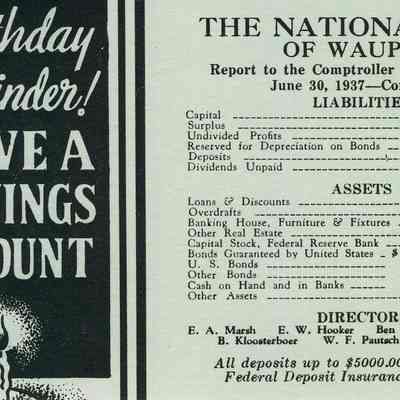 thday
inder!
VE A
INGS
OUNT
THE NATIONA
OF WAUP
Report to the Comptroller
June 30, 1937—Co
LIABILITIE
Capital
Surplus
Undivided Profits
Reserved for Depreciation on Bonds
Deposits
Dividends Unpaid
ASSETS
Loans & Discounts
Overdrafts
Banking House, Furniture & Fixtures
Other Real Estate
Capital Stock, Federal Reserve Bank
Bonds Guaranteed by United States $
U. S. Bonds
Other Bonds
Cash on Hand and in Banks
Other Assets
DIRECTOR
E. A. Marsh E. W. Hooker Ben
B. Kloosterboer W. F. Pautsch
All deposits up to $5000.00
Federal Deposit Insuranc